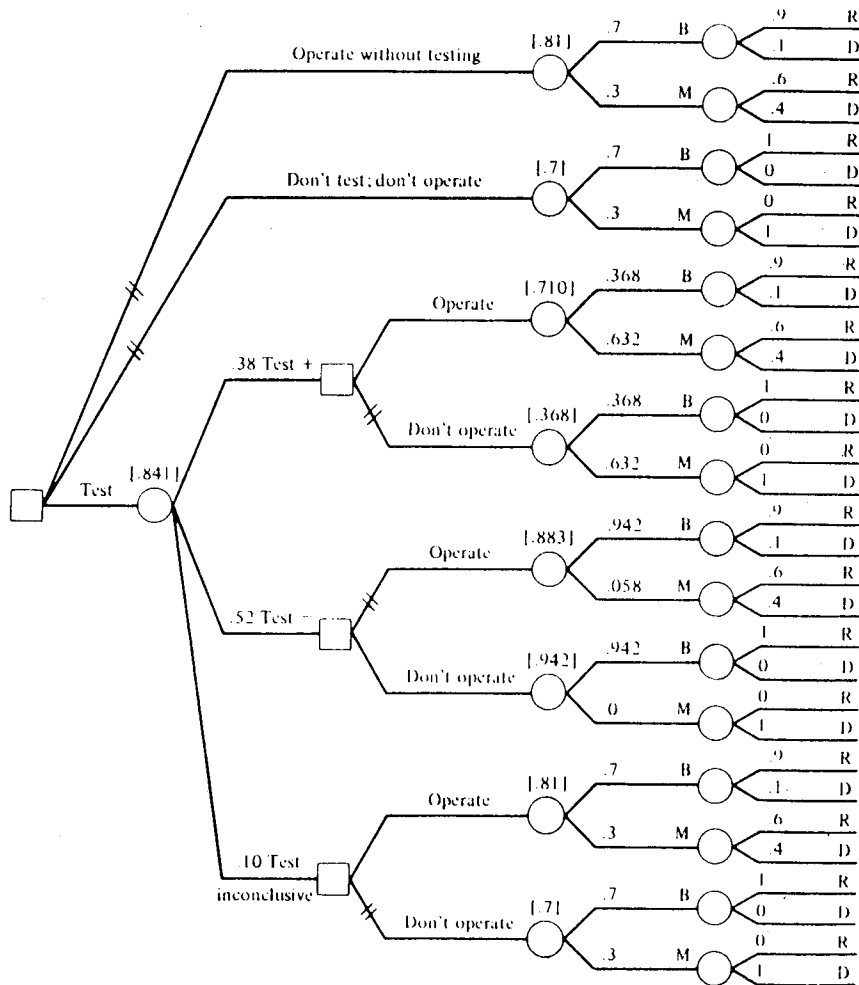 [.81] .7 B .9 R
.1 D
Operate without testing
.3 M .6 R
.4 D
[.7] .7 B 1 R
0 D
Don't test; don't operate
.3 M 0 R
1 D
[.710] .368 B .9 R
.1 D
Operate
.632 M .6 R
.4 D
.38 Test +
[.368] .368 B 1 R
0 D
Don't operate
.632 M 0 R
1 D
Test [.841]
[.883] .942 B .9 R
.1 D
Operate
.058 M .6 R
.4 D
.52 Test −
[.942] .942 B 1 R
0 D
Don't operate
0 M 0 R
1 D
[.81] .7 B .9 R
.1 D
Operate
.3 M .6 R
.4 D
.10 Test
inconclusive
[.7] .7 B 1 R
0 D
Don't operate
.3 M 0 R
1 D